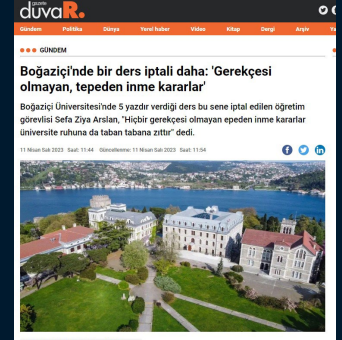 gazete
duvaR.
Gündem Politika Dünya Yerel haber Video Kitap Dergi Arşiv Ya
GÜNDEM
Boğaziçi'nde bir ders iptali daha: 'Gerekçesi
olmayan, tepeden inme kararlar'
Boğaziçi Üniversitesi'nde 5 yazdır verdiği ders bu sene iptal edilen öğretim
görevlisi Sefa Ziya Arslan, "Hiçbir gerekçesi olmayan epeden inme kararlar
üniversite ruhuna da taban tabana zıttır" dedi.
11 Nisan Salı 2023 Saat: 11:44 Güncellenme: 11 Nisan Salı 2023 Saat: 11:54